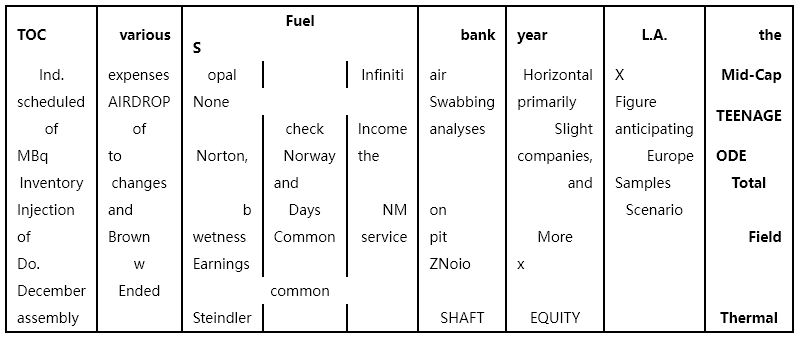 TOC various Fuel S bank year L.A. the
Ind. expenses opal Infiniti air Horizontal X Mid-Cap
scheduled AIRDROP None Swabbing primarily Figure
TEENAGE
of of check Income analyses Slight anticipating
MBq to Norton, Norway the companies, Europe ODE
Inventory changes and and Samples Total
Injection and b Days NM on Scenario
of Brown wetness Common service pit More Field
Do. w Earnings ZNoio x
December Ended common
assembly Steindler SHAFT EQUITY Thermal